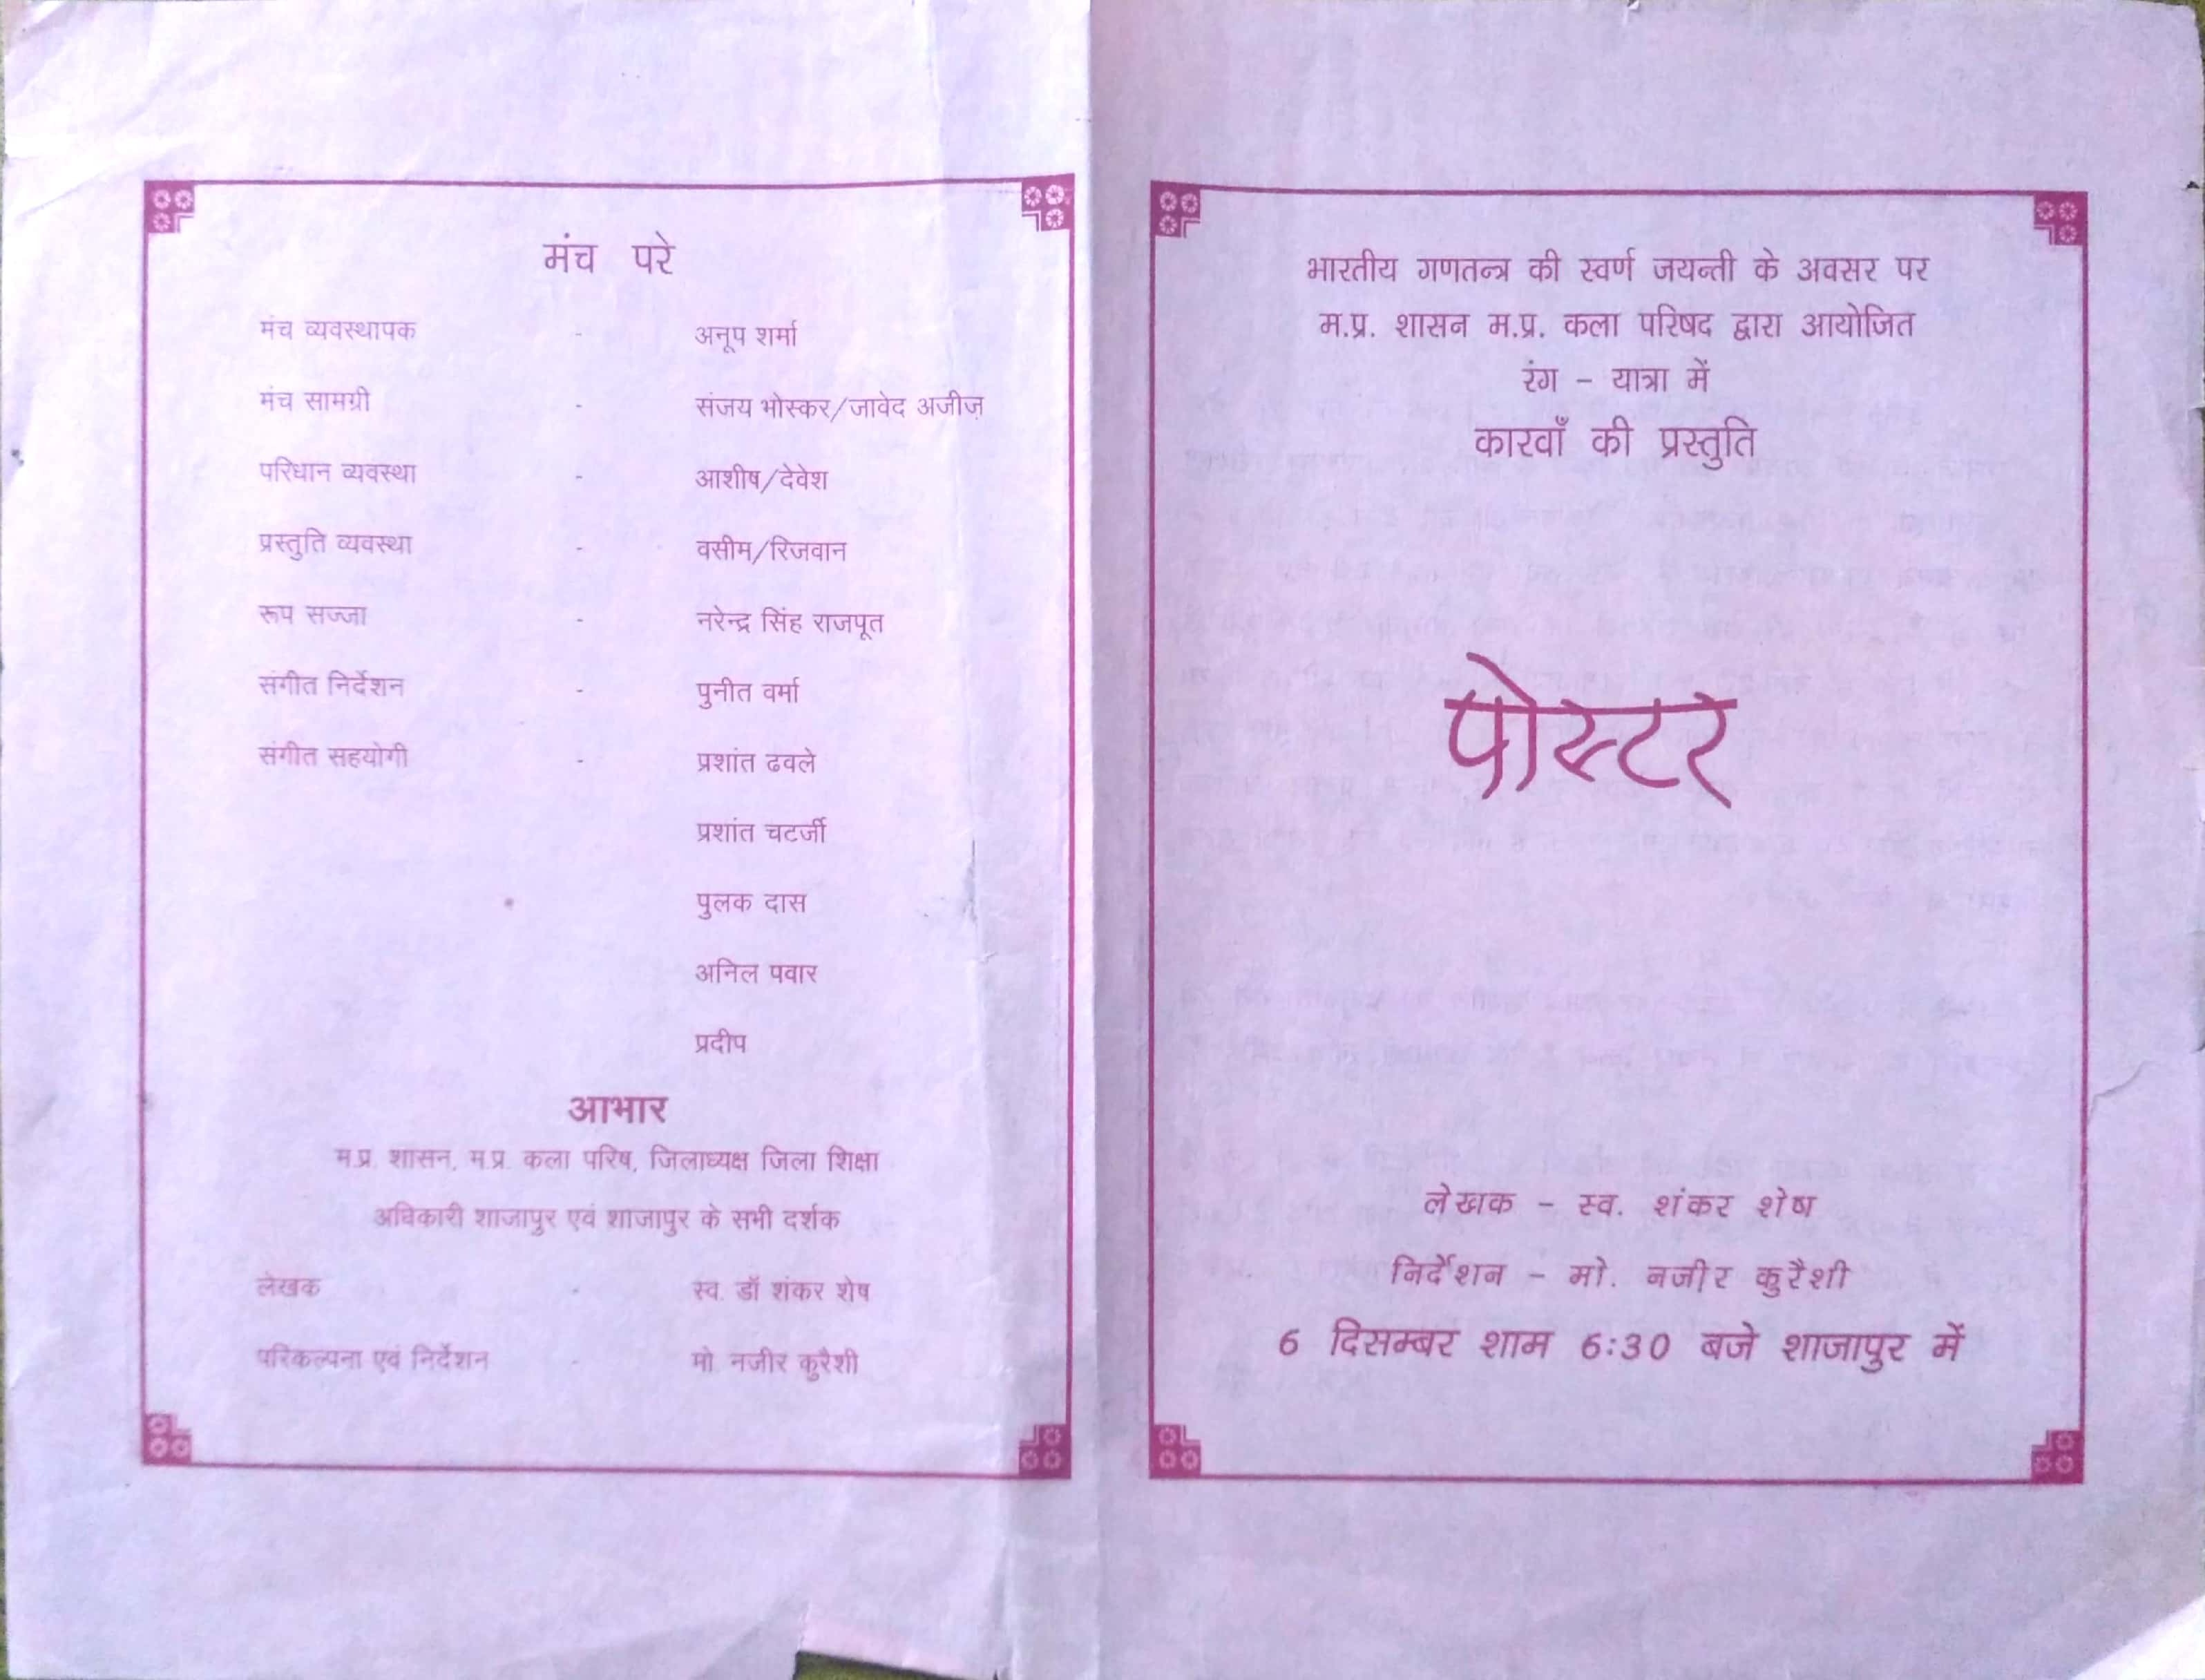 मंच परे
मंच व्यवस्थापक - अनूप शर्मा
मंच सामग्री - संजय भोस्कर/जावेद अजीज़
परिधान व्यवस्था - आशीष/देवेश
प्रस्तुति व्यवस्था - वसीम/रिजवान
रूप सज्जा - नरेन्द्र सिंह राजपूत
संगीत निर्देशन - पुनीत वर्मा
संगीत सहयोगी - प्रशांत ढवले
प्रशांत चटर्जी
पुलक दास
अनिल पवार
प्रदीप
आभार
म.प्र. शासन, म.प्र. कला परिष, जिलाध्यक्ष जिला शिक्षा
अधिकारी शाजापुर एवं शाजापुर के सभी दर्शक
लेखक - स्व. डॉ शंकर शेष
परिकल्पना एवं निर्देशन - मो. नजीर कुरैशी
भारतीय गणतन्त्र की स्वर्ण जयन्ती के अवसर पर
म.प्र. शासन म.प्र. कला परिषद द्वारा आयोजित
रंग - यात्रा में
कारवाँ की प्रस्तुति
पोस्टर
लेखक - स्व. शंकर शेष
निर्देशन - मो. नजीर कुरैशी
6 दिसम्बर शाम 6:30 बजे शाजापुर में